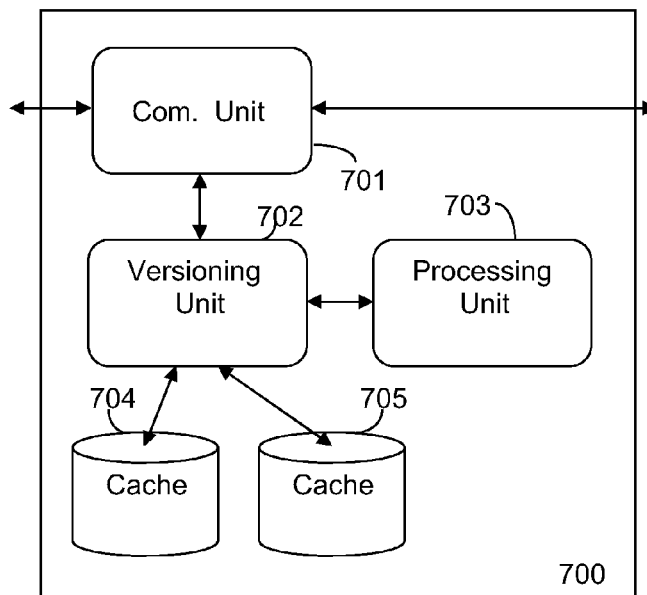 Com. Unit
701
702
703
Versioning
Unit
Processing
Unit
704
705
Cache
Cache
700